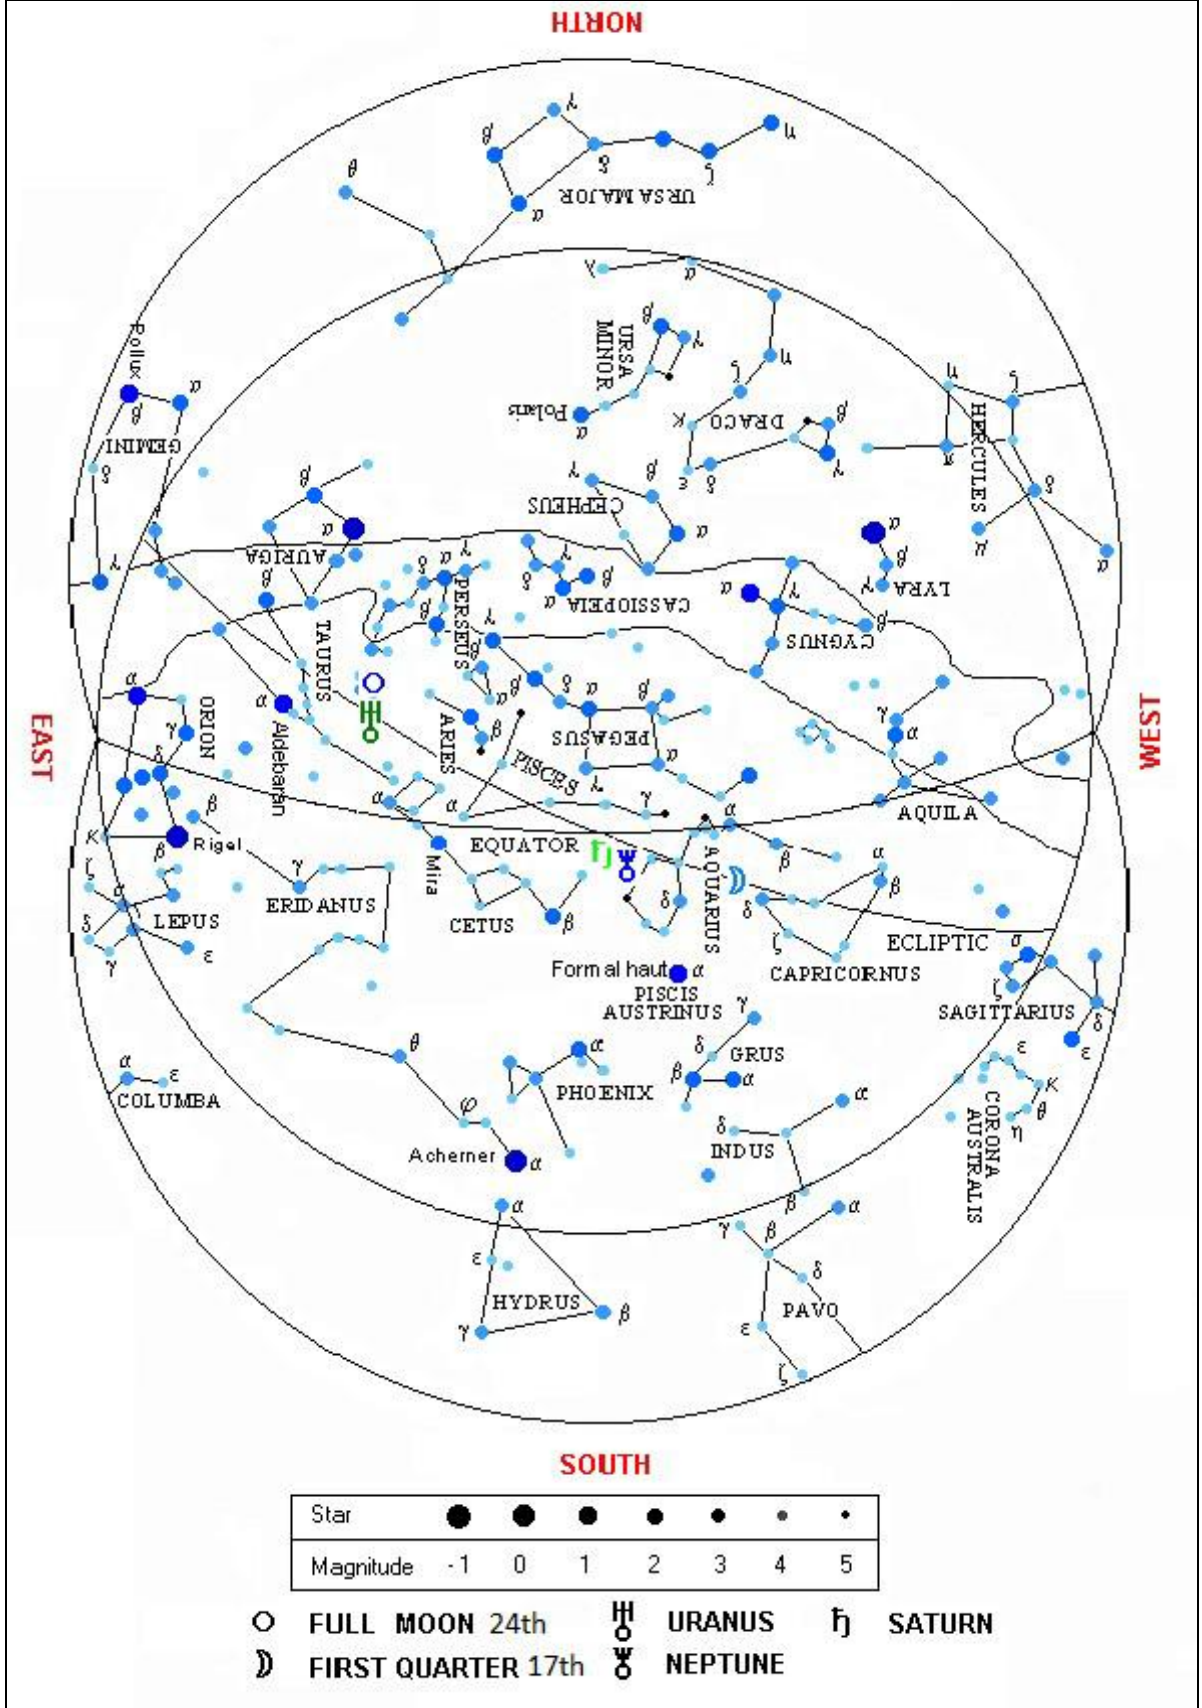 NORTH
γ
β
η
δ
ζ
θ
URSA MAJOR
α
λ
α
Pollux
β
γ
URSA
MINOR
η
α
ζ
η
ζ
β
GEMINI
Polaris
α
κ
DRACO
β
HERCULES
π
δ
γ
ε
δ
β
γ
β
CEPHEUS
δ
α
AURIGA
α
α
μ
γ
β
δ
α
γ
γ
β
α
β
β
PERSEUS
δ
α
CASSIOPEIA
α
γ
γ
LYRA
β
TAURUS
γ
β
CYGNUS
α
ORION
α
Aldebaran
β
α
β
δ
α
β
γ
γ
EAST
WEST
ARIES
β
PEGASUS
α
δ
PISCES
γ
α
α
β
α
α
γ
AQUILA
κ
β
Rigel
Mira
EQUATOR
AQUARIUS
β
α
ζ
α
γ
ERIDANUS
β
δ
δ
LEPUS
CETUS
β
ζ
ECLIPTIC
δ
γ
ε
CAPRICORNUS
σ
Formalhaut
α
PISCIS
AUSTRINUS
γ
ζ
SAGITTARIUS
δ
θ
α
δ
GRUS
ε
ε
α
ε
β
α
κ
COLUMBA
PHOENIX
CORONA
AUSTRALIS
φ
α
θ
η
δ
INDUS
Acherner
α
β
α
α
γ
β
ε
δ
HYDRUS
β
PAVO
γ
ε
ζ
SOUTH
Star
Magnitude -1 0 1 2 3 4 5
FULL MOON 24th URANUS SATURN
FIRST QUARTER 17th NEPTUNE